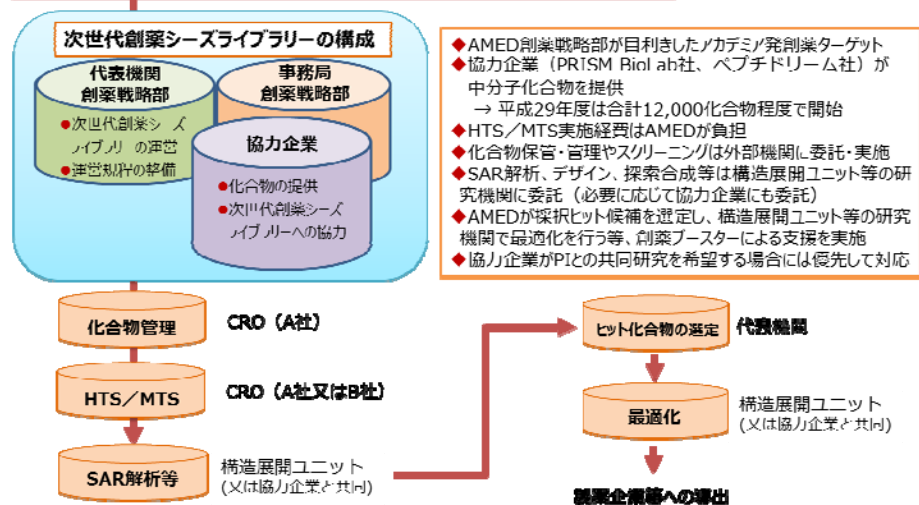 次世代創薬シーズライブラリーの構成
代表機関
創薬戦略部
●次世代創薬シーズ
ライブラリーの運営
●運営規程の整備
事務局
創薬戦略部
協力企業
●化合物の提供
●次世代創薬シーズ
ライブラリーへの協力
◆AMED創薬戦略部が目利きしたアカデミア発創薬ターゲット
◆協力企業（PRISM BioLab社、ペプチドリーム社）が
中分子化合物を提供
→ 平成29年度は合計12,000化合物程度で開始
◆HTS／MTS実施経費はAMEDが負担
◆化合物保管・管理やスクリーニングは外部機関に委託・実施
◆SAR解析、デザイン、探索合成等は構造展開ユニット等の研
究機関に委託（必要に応じて協力企業にも委託）
◆AMEDが採択ヒット候補を選定し、構造展開ユニット等の研究
機関で最適化を行う等、創薬ブースターによる支援を実施
◆協力企業がPIとの共同研究を希望する場合には優先して対応
化合物管理
CRO（A社）
HTS／MTS
CRO（A社又はB社）
SAR解析等
構造展開ユニット
(又は協力企業と共同)
ヒット化合物の選定
代表機関
最適化
構造展開ユニット
(又は協力企業と共同)
製薬企業等への導出